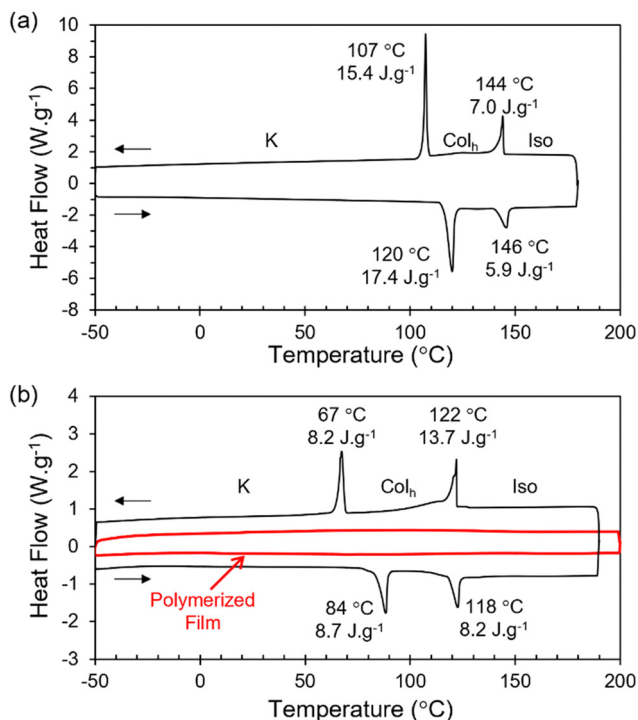 (a)
10
8
6
4
2
0
-2
-4
-6
-8
Heat Flow (W.g⁻¹)
107 °C
15.4 J.g⁻¹
144 °C
7.0 J.g⁻¹
K
Colₕ
Iso
120 °C
17.4 J.g⁻¹
146 °C
5.9 J.g⁻¹
-50 0 50 100 150 200
Temperature (°C)
(b)
4
3
2
1
0
-1
-2
-3
Heat Flow (W.g⁻¹)
67 °C
8.2 J.g⁻¹
122 °C
13.7 J.g⁻¹
K
Colₕ
Iso
Polymerized
Film
84 °C
8.7 J.g⁻¹
118 °C
8.2 J.g⁻¹
-50 0 50 100 150 200
Temperature (°C)